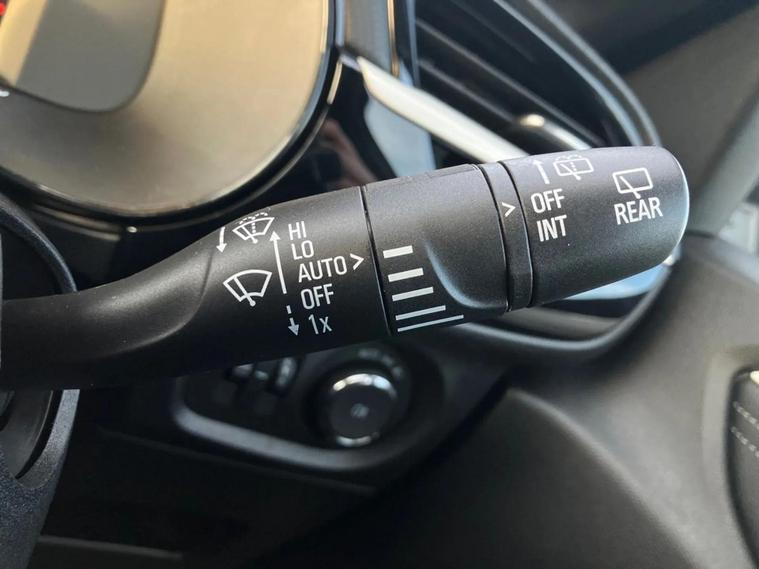 HI
LO
AUTO >
OFF
1x
>
OFF
INT
REAR